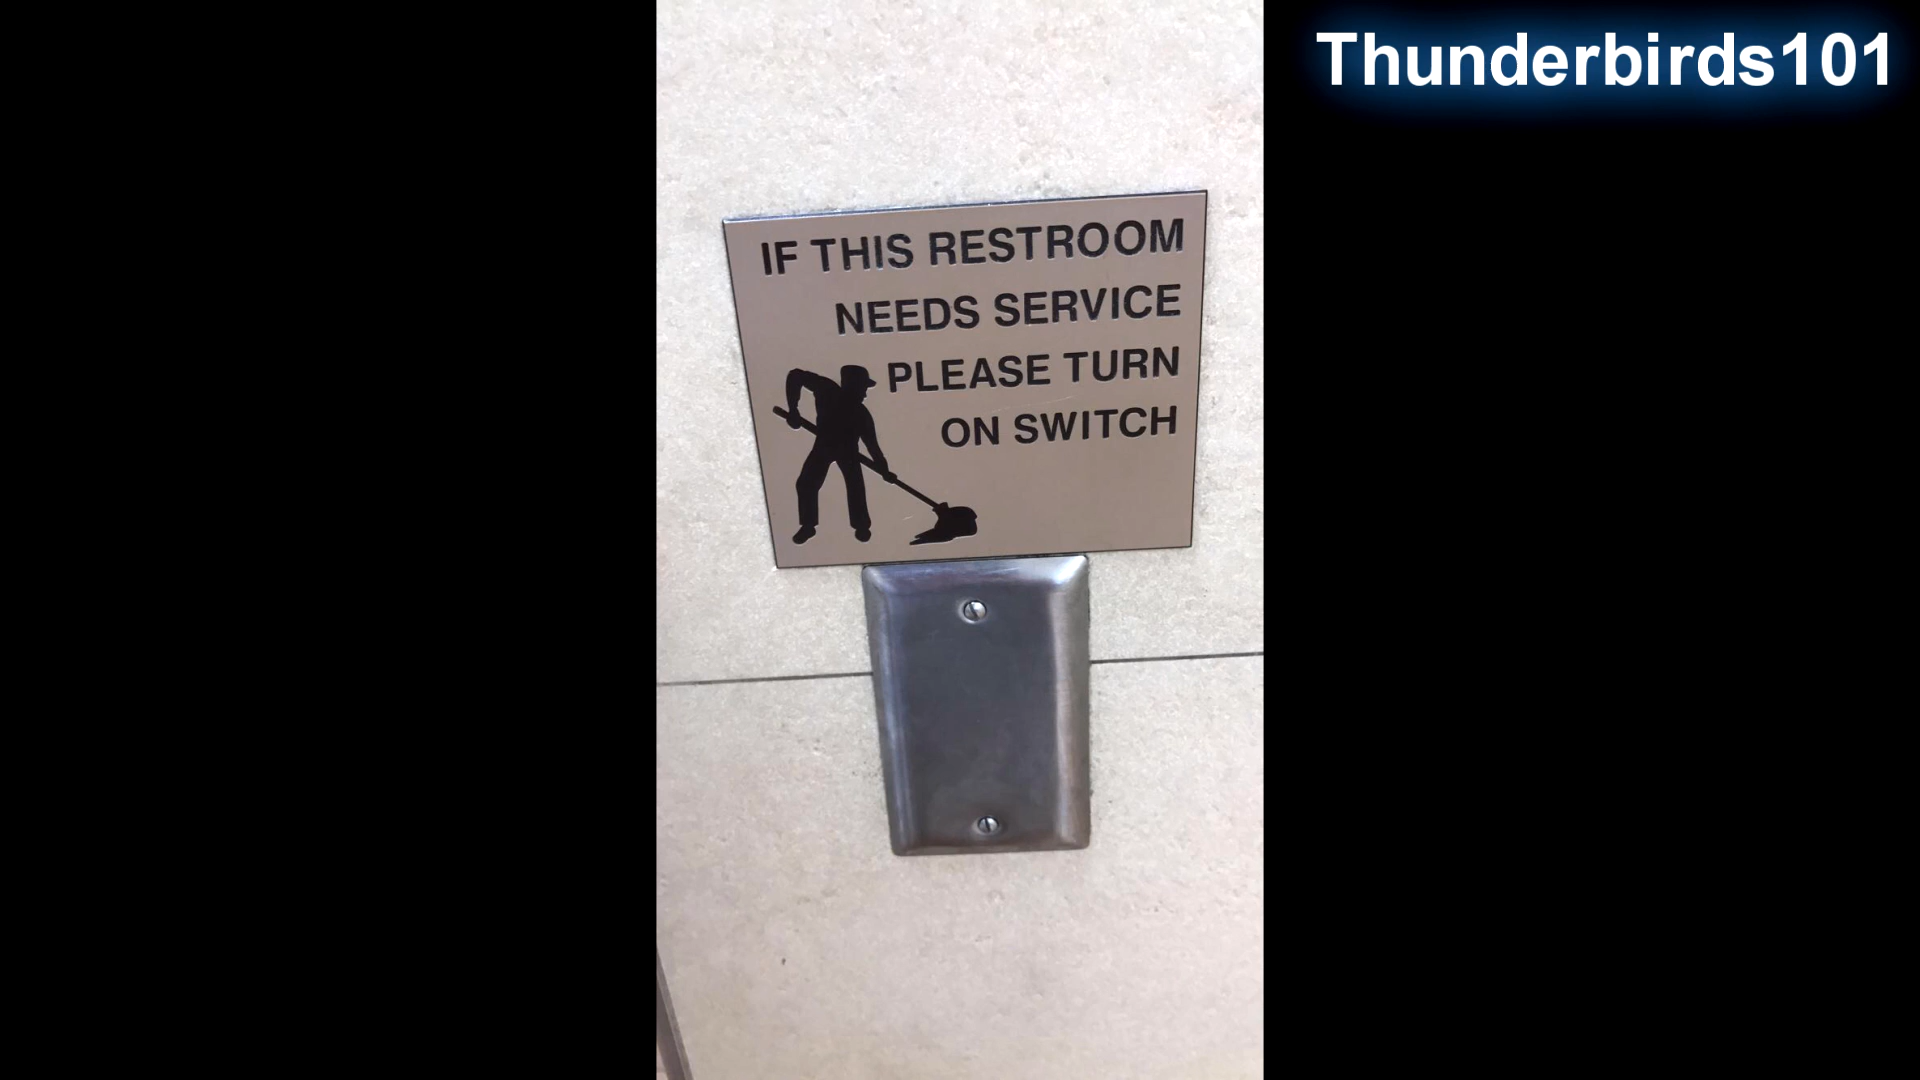 Thunderbirds101
IF THIS RESTROOM
NEEDS SERVICE
PLEASE TURN
ON SWITCH